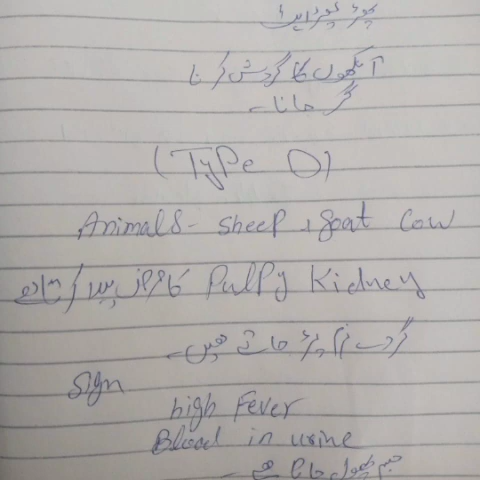 آنکھوں کا گردش کرنا
گر جانا۔
(Type D)
Animals - Sheep + goat Cow
کا مرض پیدا کرتا ہے Pulpy Kidney
گردے نرم پڑ جاتے ہیں۔
Sign
high Fever
Blood in urine
جسم پھول جاتا ہے۔